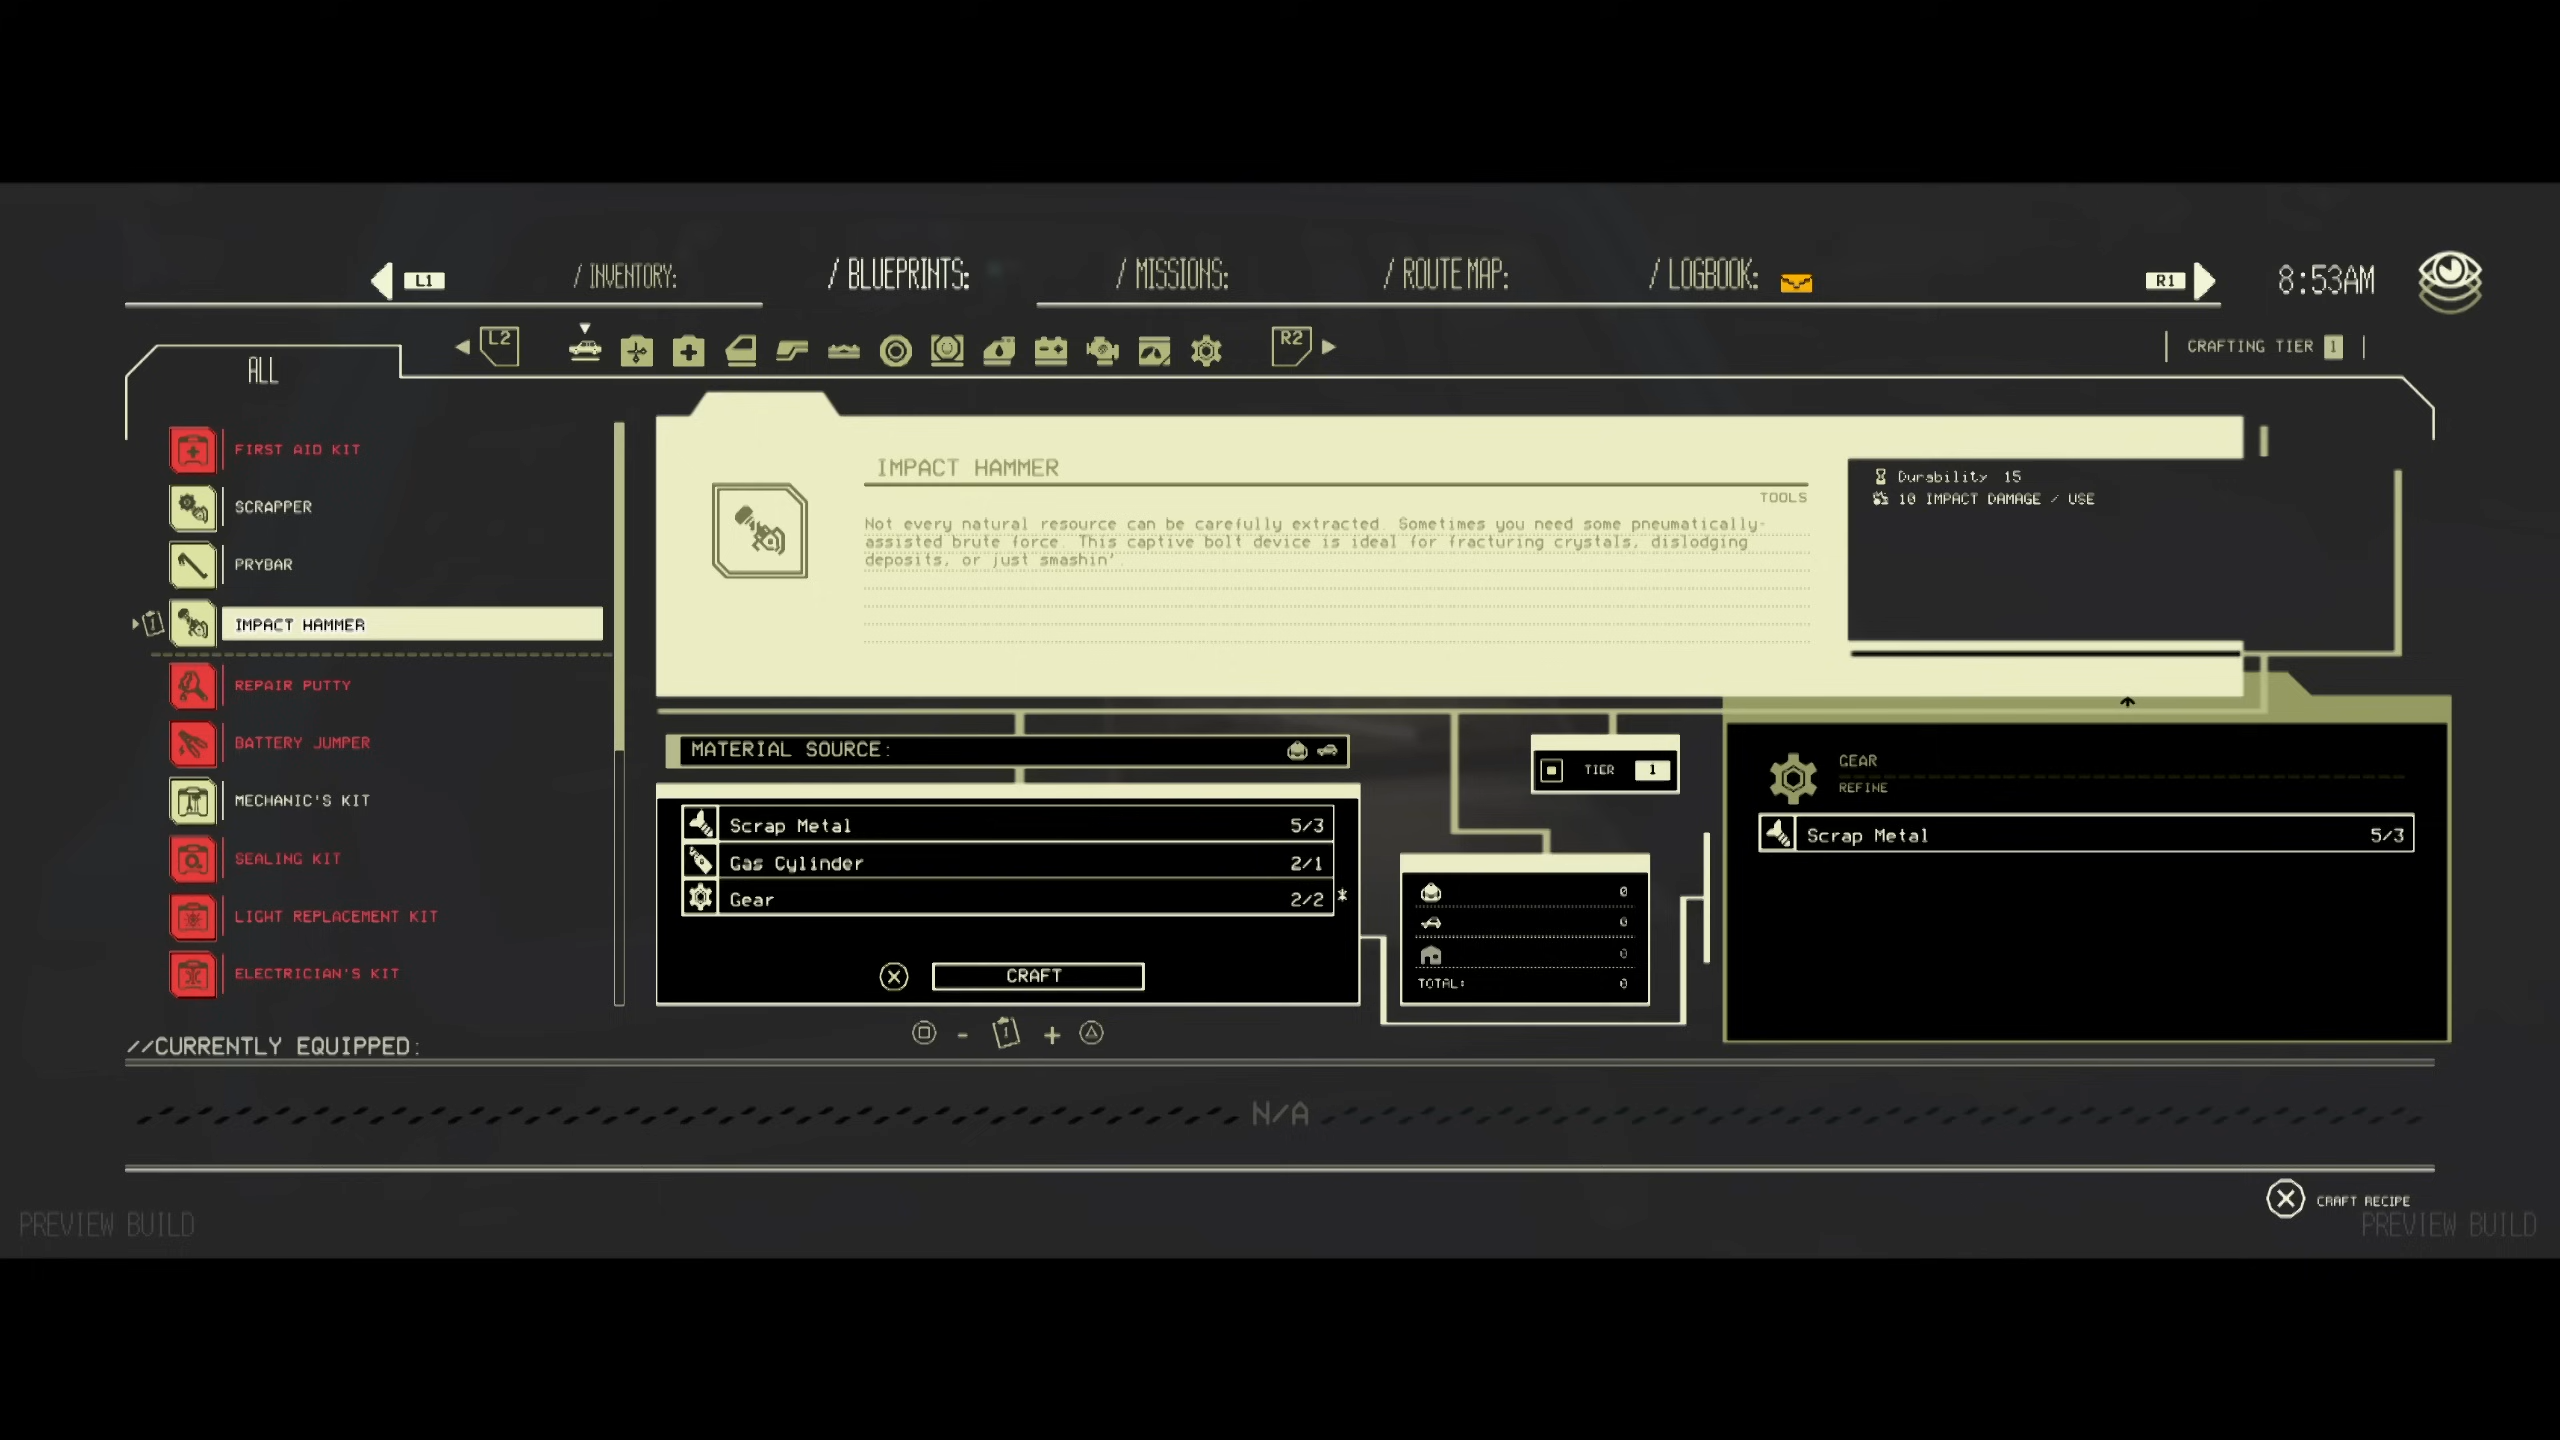 L1
/ INVENTORY:
/ BLUEPRINTS:
/ MISSIONS:
/ ROUTE MAP:
/ LOGBOOK:
R1
8:53AM
L2
R2
CRAFTING TIER 1
ALL
FIRST AID KIT
SCRAPPER
PRYBAR
1
IMPACT HAMMER
REPAIR PUTTY
BATTERY JUMPER
MECHANIC'S KIT
SEALING KIT
LIGHT REPLACEMENT KIT
ELECTRICIAN'S KIT
IMPACT HAMMER
TOOLS
Not every natural resource can be carefully extracted. Sometimes you need some pneumatically-
assisted brute force. This captive bolt device is ideal for fracturing crystals, dislodging
deposits, or just smashin'.
Durability 15
10 IMPACT DAMAGE / USE
MATERIAL SOURCE:
Scrap Metal 5/3
Gas Cylinder 2/1
Gear 2/2 *
CRAFT
- 1 +
TIER 1
0
0
0
TOTAL: 0
GEAR
REFINE
Scrap Metal 5/3
//CURRENTLY EQUIPPED:
N/A
CRAFT RECIPE
PREVIEW BUILD
PREVIEW BUILD